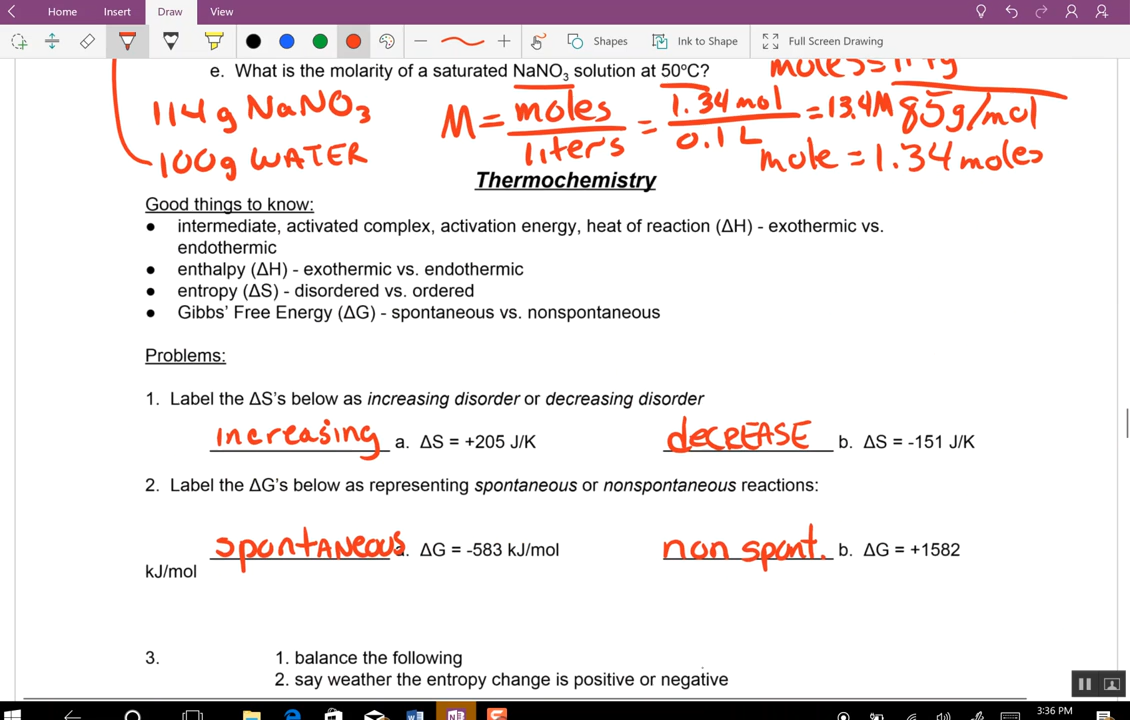 Home Insert Draw View
Shapes Ink to Shape Full Screen Drawing
e. What is the molarity of a saturated NaNO3 solution at 50ºC?
114g NaNO3
100g WATER
M = moles / liters = 1.34 mol / 0.1 L = 13.4M
85g/mol
mole = 1.34 moles
Thermochemistry
Good things to know:
● intermediate, activated complex, activation energy, heat of reaction (ΔH) - exothermic vs.
endothermic
● enthalpy (ΔH) - exothermic vs. endothermic
● entropy (ΔS) - disordered vs. ordered
● Gibbs’ Free Energy (ΔG) - spontaneous vs. nonspontaneous
Problems:
1. Label the ΔS’s below as increasing disorder or decreasing disorder
increasing a. ΔS = +205 J/K decREASE b. ΔS = -151 J/K
2. Label the ΔG’s below as representing spontaneous or nonspontaneous reactions:
spontANeous a. ΔG = -583 kJ/mol non spont. b. ΔG = +1582
kJ/mol
3. 1. balance the following
2. say weather the entropy change is positive or negative
3:36 PM